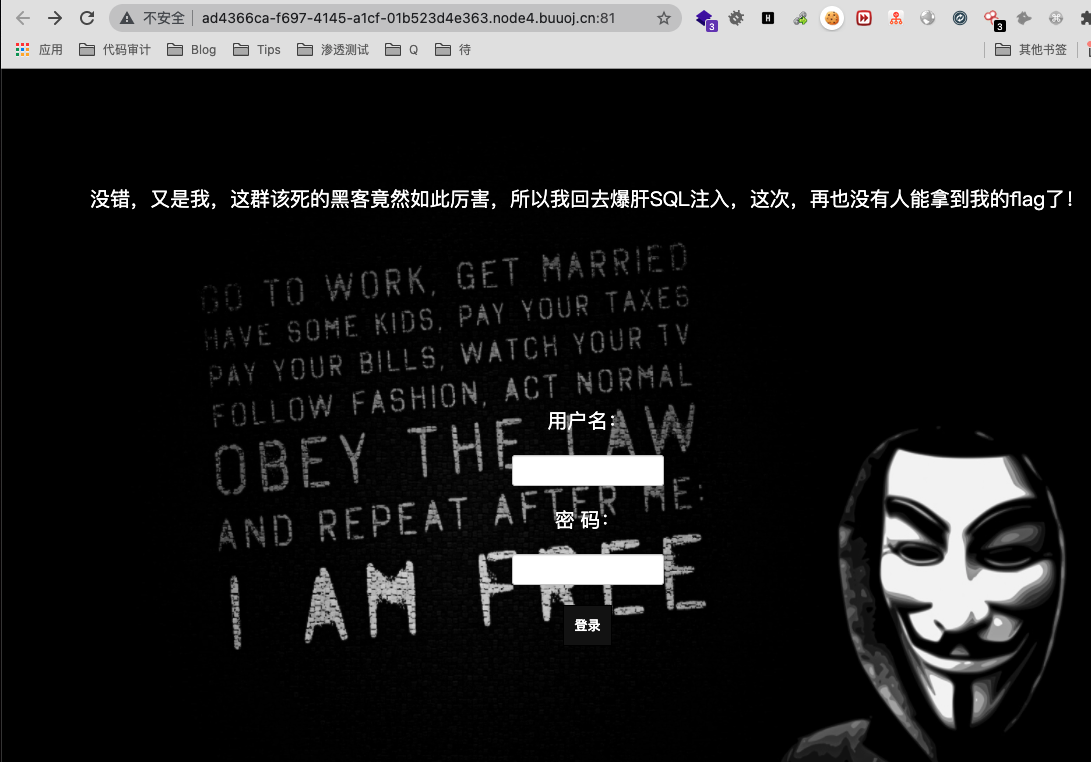 不安全 ad4366ca-f697-4145-a1cf-01b523d4e363.node4.buuoj.cn:81
3
H
3
应用 代码审计 Blog Tips 渗透测试 Q 待 其他书签
没错，又是我，这群该死的黑客竟然如此厉害，所以我回去爆肝SQL注入，这次，再也没有人能拿到我的flag了！
GO TO WORK, GET MARRIED
HAVE SOME KIDS, PAY YOUR TAXES
PAY YOUR BILLS, WATCH YOUR TV
FOLLOW FASHION, ACT NORMAL
OBEY THE LAW
AND REPEAT AFTER ME:
I AM FREE
用户名：
密 码：
登录